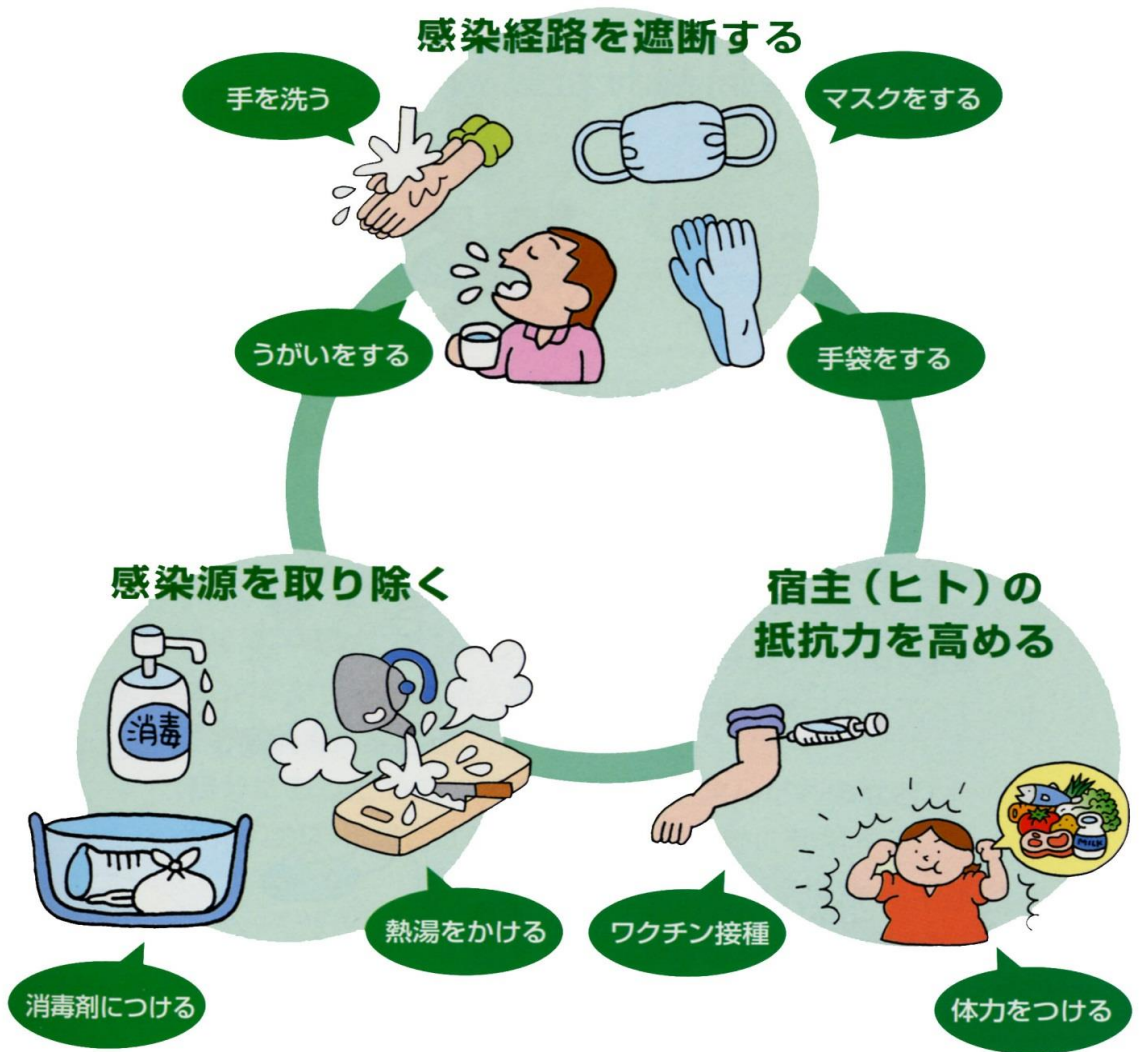 感染経路を遮断する
手を洗う
マスクをする
うがいをする
手袋をする
感染源を取り除く
宿主(ヒト)の
抵抗力を高める
消毒
MILK
熱湯をかける
ワクチン接種
消毒剤につける
体力をつける